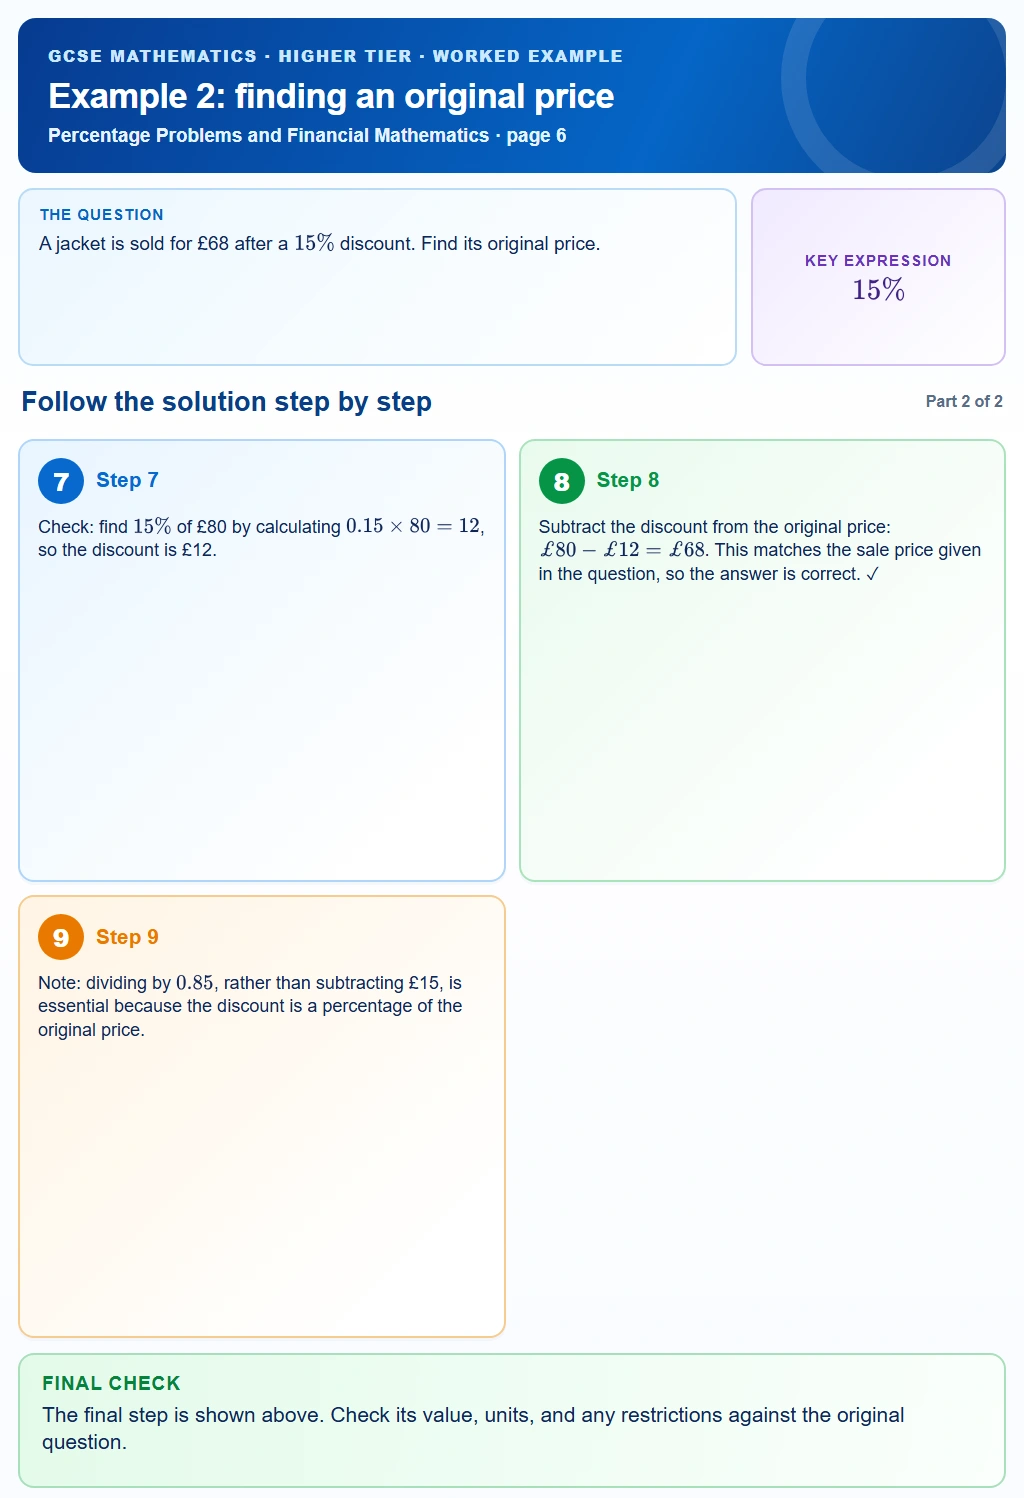 GCSE MATHEMATICS · HIGHER TIER · WORKED EXAMPLE
Example 2: finding an original price
Percentage Problems and Financial Mathematics · page 6
THE QUESTION
A jacket is sold for £68 after a 15% discount. Find its original price.
KEY EXPRESSION
15%
Follow the solution step by step
Part 2 of 2
7 Step 7
Check: find 15% of £80 by calculating 0.15 × 80 = 12,
so the discount is £12.
8 Step 8
Subtract the discount from the original price:
£80 − £12 = £68. This matches the sale price given
in the question, so the answer is correct. ✓
9 Step 9
Note: dividing by 0.85, rather than subtracting £15, is
essential because the discount is a percentage of the
original price.
FINAL CHECK
The final step is shown above. Check its value, units, and any restrictions against the original
question.